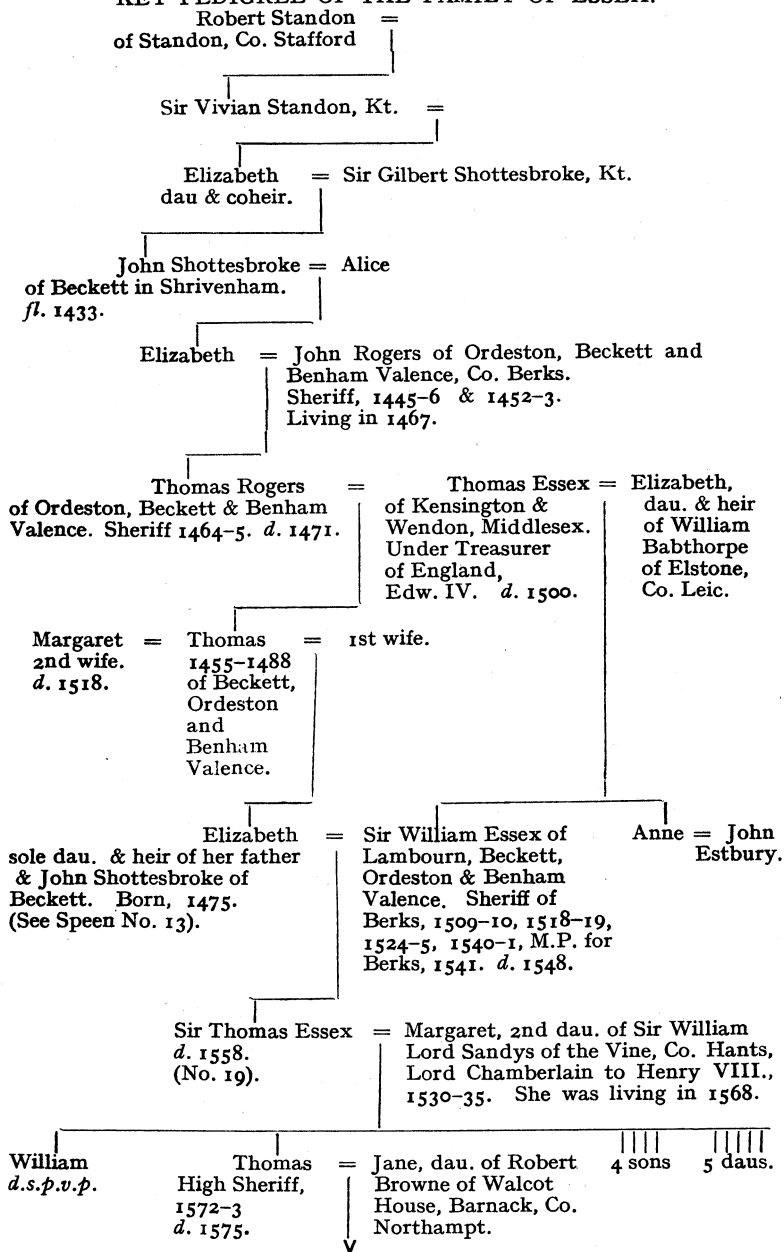 Robert Standon =
of Standon, Co. Stafford
Sir Vivian Standon, Kt. =
Elizabeth = Sir Gilbert Shottesbroke, Kt.
dau & coheir.
John Shottesbroke = Alice
of Beckett in Shrivenham.
fl. 1433.
Elizabeth = John Rogers of Ordeston, Beckett and
Benham Valence, Co. Berks.
Sheriff, 1445-6 & 1452-3.
Living in 1467.
Thomas Rogers =
of Ordeston, Beckett & Benham
Valence. Sheriff 1464-5. d. 1471.
Thomas Essex =
of Kensington &
Wendon, Middlesex.
Under Treasurer
of England,
Edw. IV. d. 1500.
Elizabeth,
dau. & heir
of William
Babthorpe
of Elstone,
Co. Leic.
Margaret =
2nd wife.
d. 1518.
Thomas = 1st wife.
1455-1488
of Beckett,
Ordeston
and
Benham
Valence.
Elizabeth =
sole dau. & heir of her father
& John Shottesbroke of
Beckett. Born, 1475.
(See Speen No. 13).
Sir William Essex of
Lambourn, Beckett,
Ordeston & Benham
Valence. Sheriff of
Berks, 1509-10, 1518-19,
1524-5, 1540-1, M.P. for
Berks, 1541. d. 1548.
Anne = John
Estbury.
Sir Thomas Essex =
d. 1558.
(No. 19).
Margaret, 2nd dau. of Sir William
Lord Sandys of the Vine, Co. Hants,
Lord Chamberlain to Henry VIII.,
1530-35. She was living in 1568.
William
d.s.p.v.p.
Thomas =
High Sheriff,
1572-3
d. 1575.
Jane, dau. of Robert
Browne of Walcot
House, Barnack, Co.
Northampt.
4 sons
5 daus.